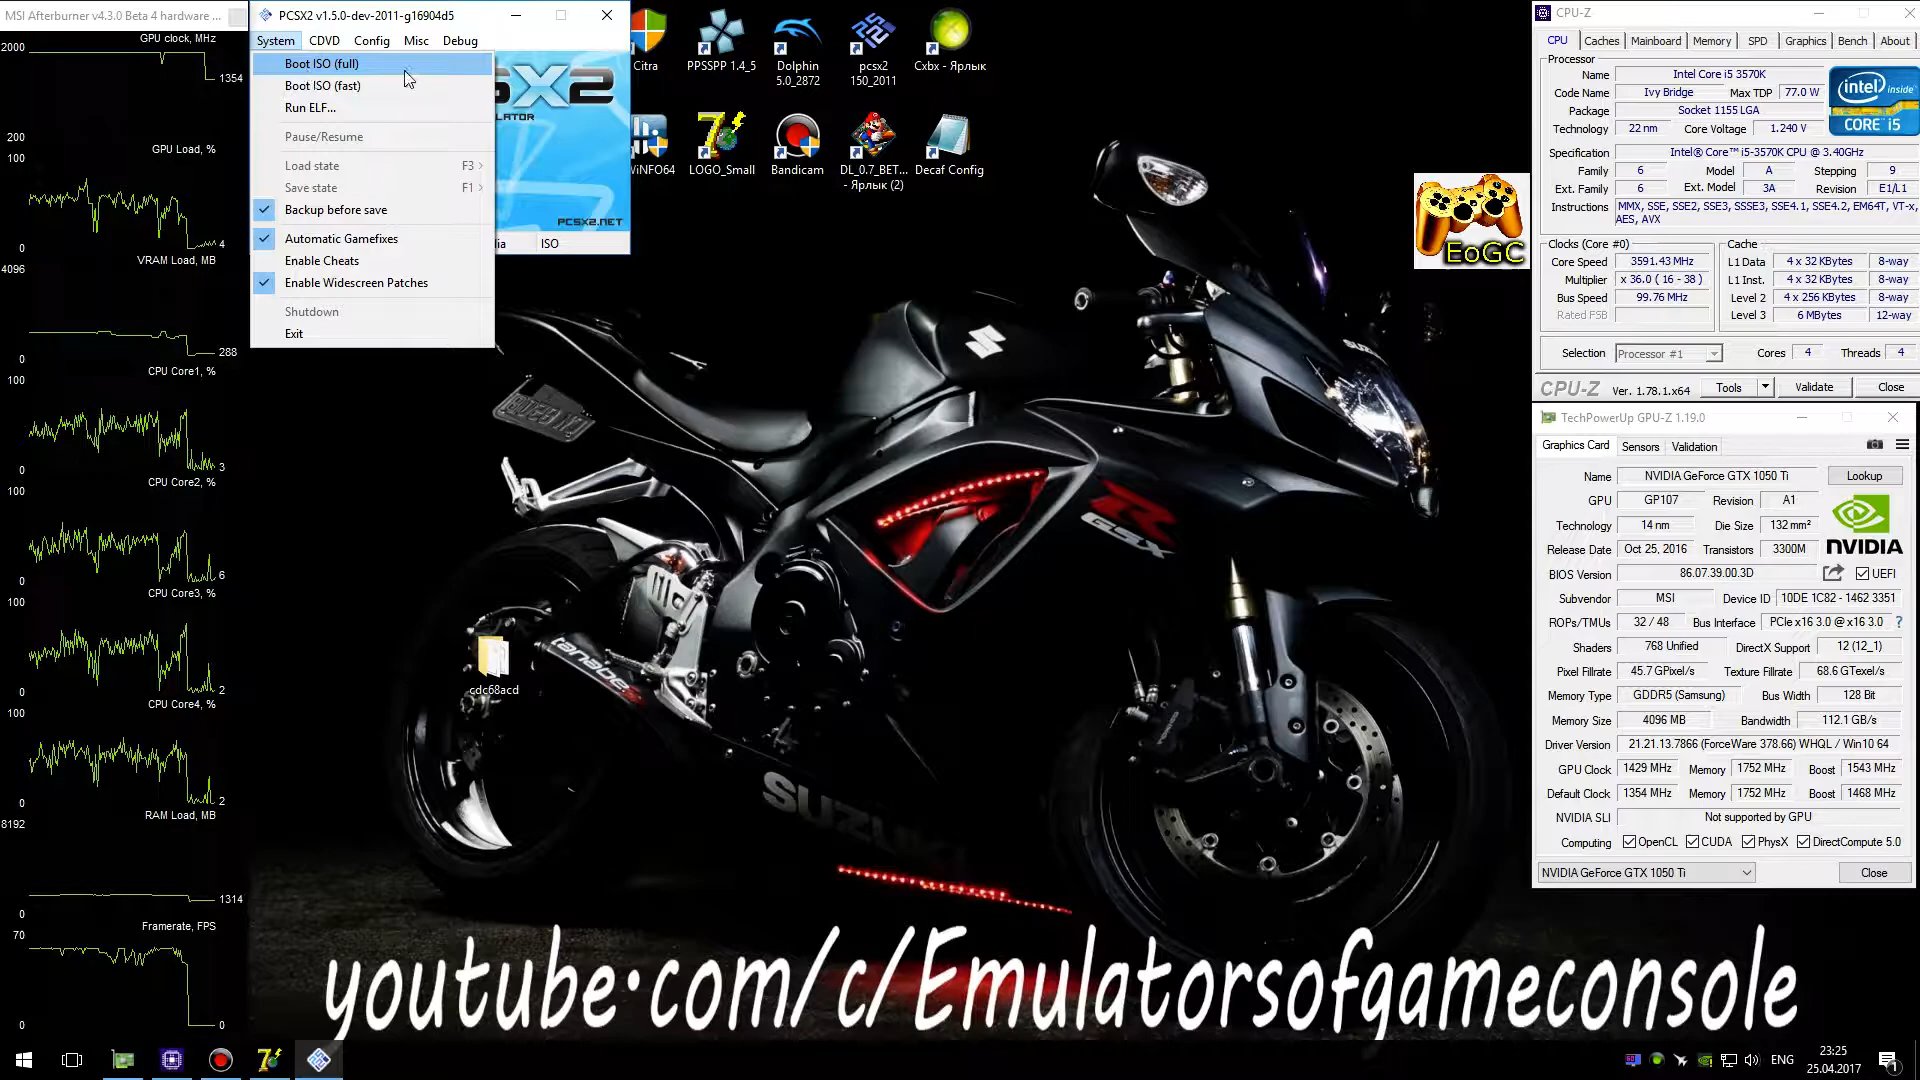 MSI Afterburner v4.3.0 Beta 4 hardware ...
GPU clock, MHz
2000
1354
200
GPU Load, %
100
4
0
VRAM Load, MB
4096
288
0
CPU Core1, %
100
3
0
CPU Core2, %
100
6
0
CPU Core3, %
100
2
0
CPU Core4, %
100
2
0
RAM Load, MB
8192
1314
0
Framerate, FPS
70
0
0
PCSX2 v1.5.0-dev-2011-g16904d5
System CDVD Config Misc Debug
Boot ISO (full)
Boot ISO (fast)
Run ELF...
Pause/Resume
Load state F3
Save state F1
Backup before save
Automatic Gamefixes
Enable Cheats
Enable Widescreen Patches
Shutdown
Exit
PCSX2.NET
ISO
Citra
PPSSPP 1.4_5
Dolphin 5.0_2872
pcsx2 150_2011
Cxbx - Ярлык
LOGO_Small
Bandicam
DL_0.7_BET... - Ярлык (2)
Decaf Config
cdc68acd
EoGC
SUZUKI
R
GSX
CPU-Z
CPU Caches Mainboard Memory SPD Graphics Bench About
Processor
Name Intel Core i5 3570K
Code Name Ivy Bridge Max TDP 77.0 W
Package Socket 1155 LGA
Technology 22 nm Core Voltage 1.240 V
intel inside
CORE i5
Specification Intel® Core™ i5-3570K CPU @ 3.40GHz
Family 6 Model A Stepping 9
Ext. Family 6 Ext. Model 3A Revision E1/L1
Instructions MMX, SSE, SSE2, SSE3, SSSE3, SSE4.1, SSE4.2, EM64T, VT-x,
AES, AVX
Clocks (Core #0)
Core Speed 3591.43 MHz
Multiplier x 36.0 ( 16 - 38 )
Bus Speed 99.76 MHz
Rated FSB
Cache
L1 Data 4 x 32 KBytes 8-way
L1 Inst. 4 x 32 KBytes 8-way
Level 2 4 x 256 KBytes 8-way
Level 3 6 MBytes 12-way
Selection Processor #1 Cores 4 Threads 4
CPU-Z Ver. 1.78.1.x64 Tools Validate Close
TechPowerUp GPU-Z 1.19.0
Graphics Card Sensors Validation
Name NVIDIA GeForce GTX 1050 Ti Lookup
GPU GP107 Revision A1
Technology 14 nm Die Size 132 mm²
Release Date Oct 25, 2016 Transistors 3300M
NVIDIA
BIOS Version 86.07.39.00.3D UEFI
Subvendor MSI Device ID 10DE 1C82 - 1462 3351
ROPs/TMUs 32 / 48 Bus Interface PCIe x16 3.0 @ x16 3.0 ?
Shaders 768 Unified DirectX Support 12 (12_1)
Pixel Fillrate 45.7 GPixel/s Texture Fillrate 68.6 GTexel/s
Memory Type GDDR5 (Samsung) Bus Width 128 Bit
Memory Size 4096 MB Bandwidth 112.1 GB/s
Driver Version 21.21.13.7866 (ForceWare 378.66) WHQL / Win10 64
GPU Clock 1429 MHz Memory 1752 MHz Boost 1543 MHz
Default Clock 1354 MHz Memory 1752 MHz Boost 1468 MHz
NVIDIA SLI Not supported by GPU
Computing OpenCL CUDA PhysX DirectCompute 5.0
NVIDIA GeForce GTX 1050 Ti Close
youtube.com/c/Emulatorsofgameconsole
ENG
23:25
25.04.2017
1